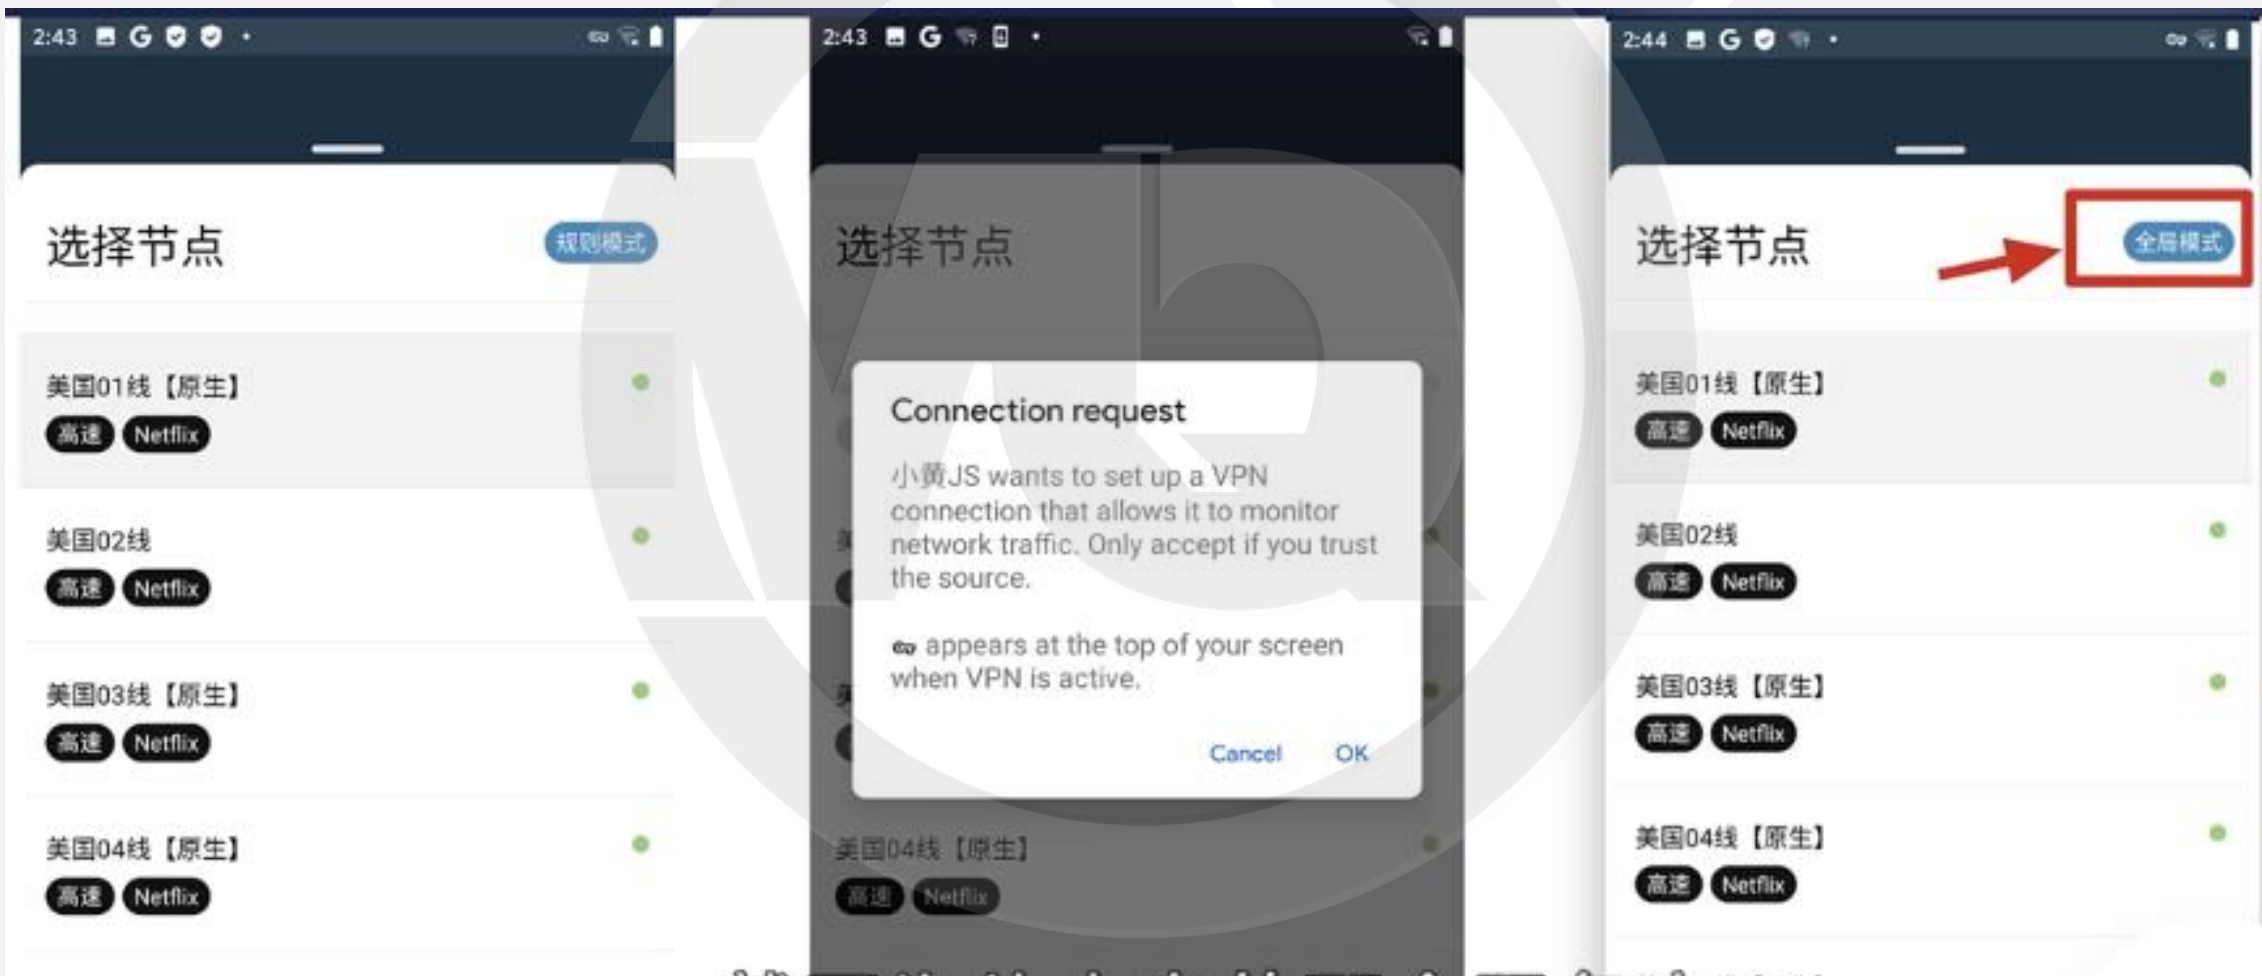 2:43
选择节点
规则模式
美国01线【原生】
高速 Netflix
美国02线
高速 Netflix
美国03线【原生】
高速 Netflix
美国04线【原生】
高速 Netflix
2:43
选择节点
Connection request
小黄JS wants to set up a VPN
connection that allows it to monitor
network traffic. Only accept if you trust
the source.
appears at the top of your screen
when VPN is active.
Cancel OK
美国04线【原生】
高速 Netflix
2:44
选择节点
全局模式
美国01线【原生】
高速 Netflix
美国02线
高速 Netflix
美国03线【原生】
高速 Netflix
美国04线【原生】
高速 Netflix